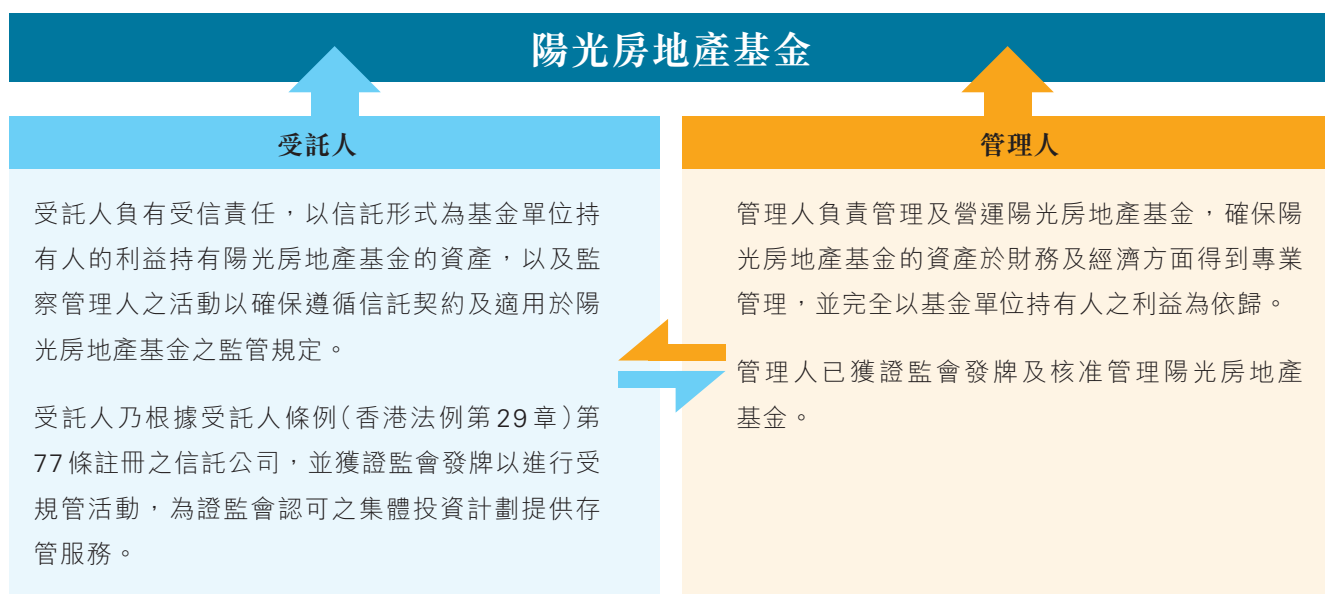 陽光房地產基金
受託人
受託人負有受信責任，以信託形式為基金單位持
有人的利益持有陽光房地產基金的資產，以及監
察管理人之活動以確保遵循信託契約及適用於陽
光房地產基金之監管規定。
受託人乃根據受託人條例(香港法例第29章)第
77條註冊之信託公司，並獲證監會發牌以進行受
規管活動，為證監會認可之集體投資計劃提供存
管服務。
管理人
管理人負責管理及營運陽光房地產基金，確保陽
光房地產基金的資產於財務及經濟方面得到專業
管理，並完全以基金單位持有人之利益為依歸。
管理人已獲證監會發牌及核准管理陽光房地產
基金。